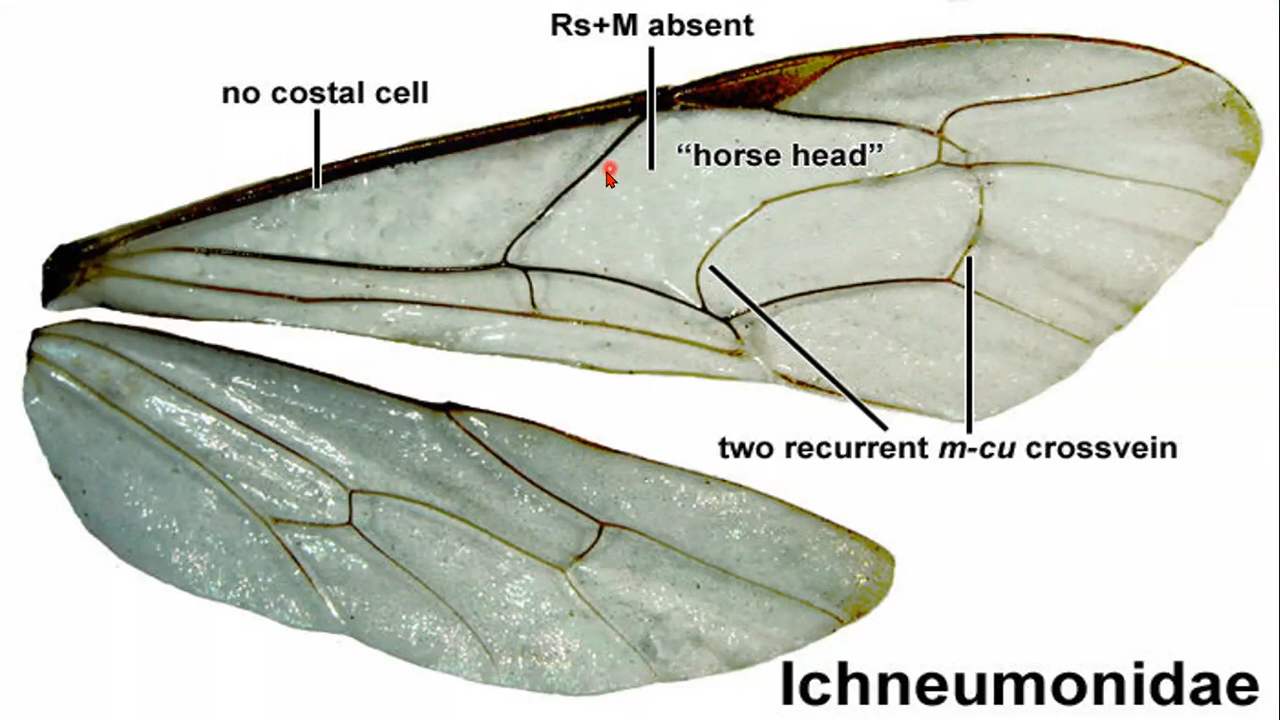 Rs+M absent
no costal cell
“horse head”
two recurrent m-cu crossvein
Ichneumonidae